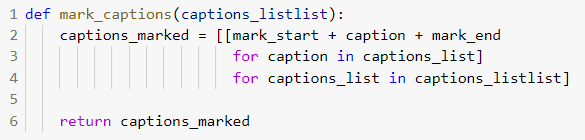 1 def mark_captions(captions_listlist):
2     captions_marked = [[mark_start + caption + mark_end
3                         for caption in captions_list]
4                         for captions_list in captions_listlist]
5
6     return captions_marked